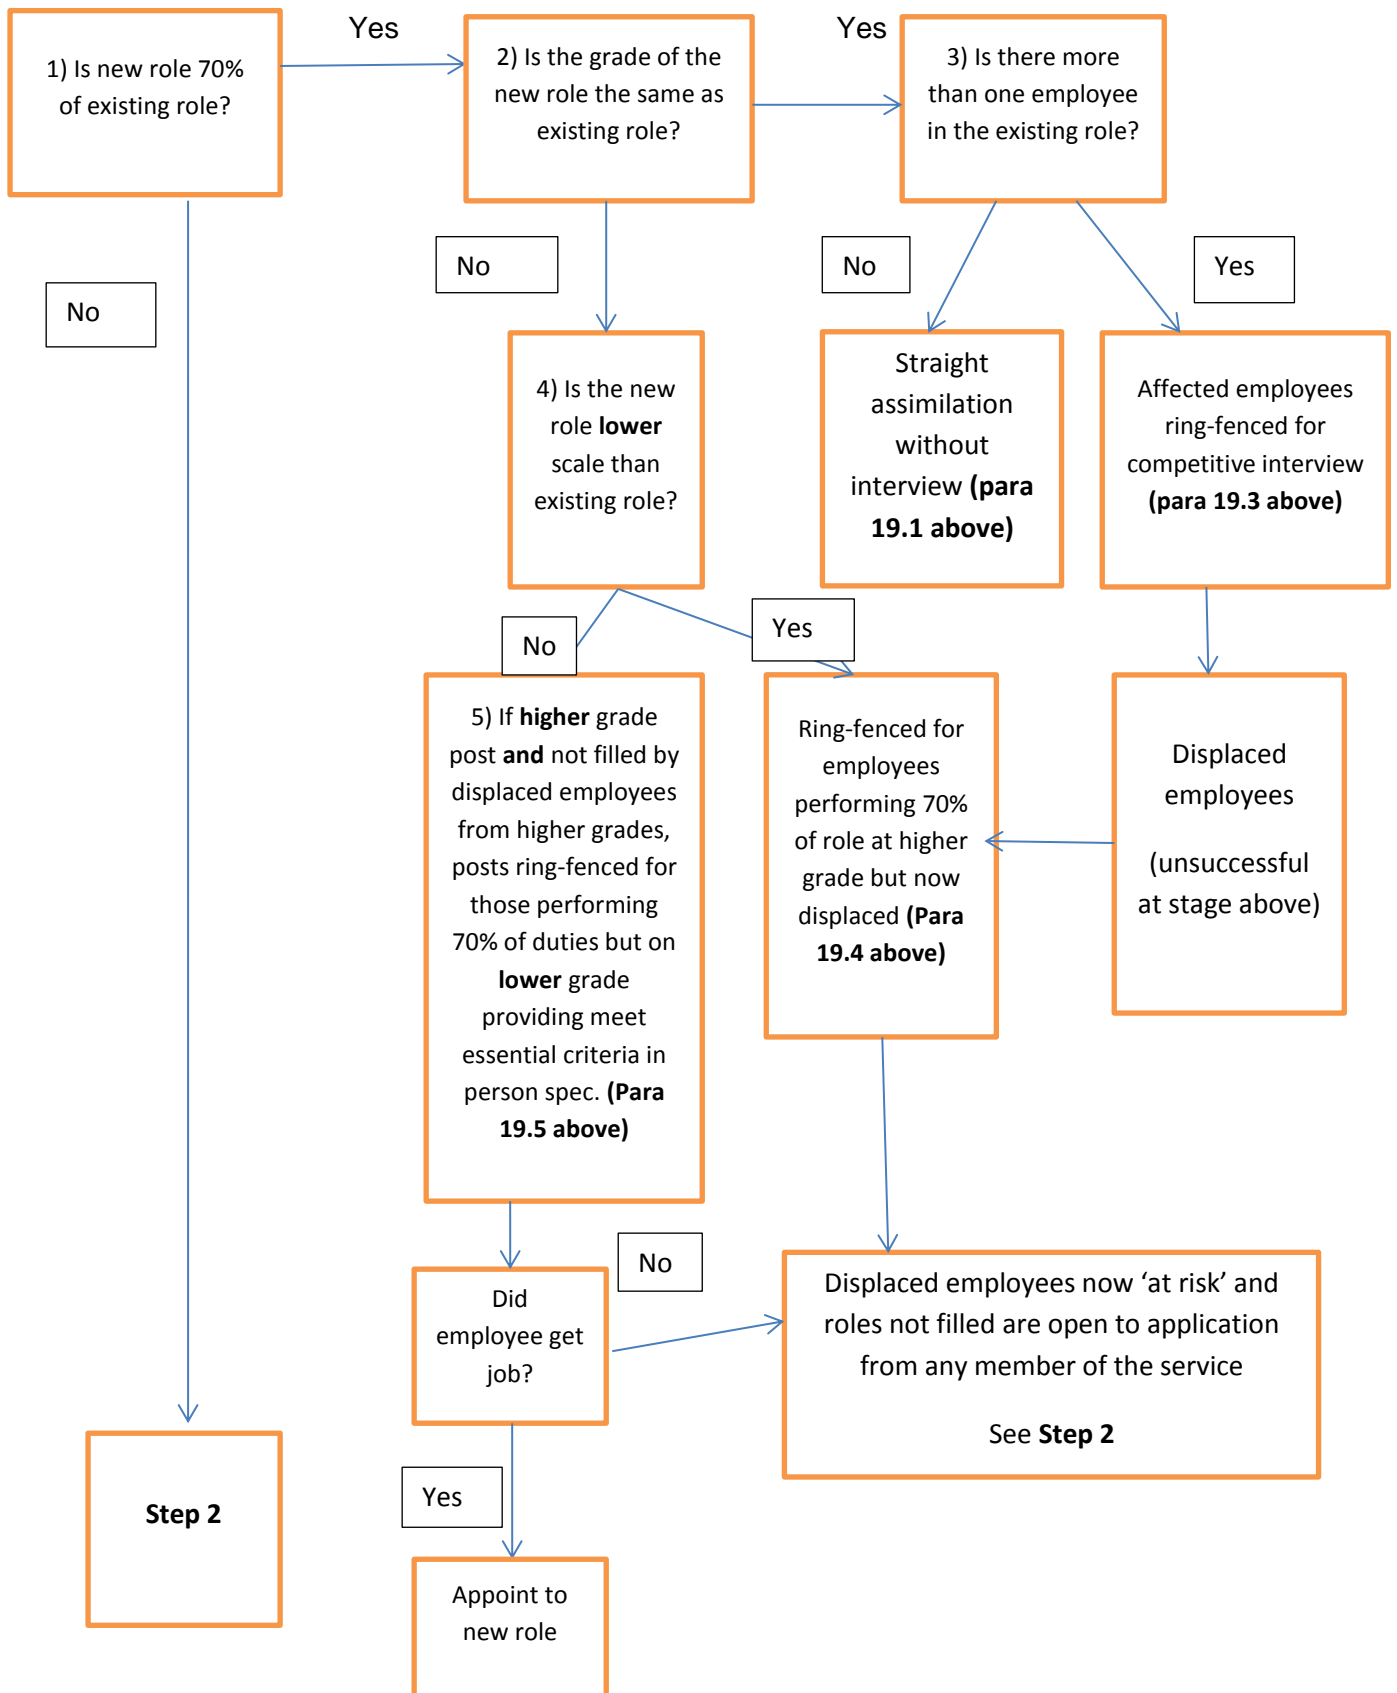 1) Is new role 70%
of existing role?
Yes
2) Is the grade of the
new role the same as
existing role?
Yes
3) Is there more
than one employee
in the existing role?
No
No
No
Yes
4) Is the new
role lower
scale than
existing role?
Straight
assimilation
without
interview (para
19.1 above)
Affected employees
ring-fenced for
competitive interview
(para 19.3 above)
No
Yes
5) If higher grade
post and not filled by
displaced employees
from higher grades,
posts ring-fenced for
those performing
70% of duties but on
lower grade
providing meet
essential criteria in
person spec. (Para
19.5 above)
Ring-fenced for
employees
performing 70%
of role at higher
grade but now
displaced (Para
19.4 above)
Displaced
employees
(unsuccessful
at stage above)
Did
employee get
job?
No
Displaced employees now ‘at risk’ and
roles not filled are open to application
from any member of the service
See Step 2
Step 2
Yes
Appoint to
new role